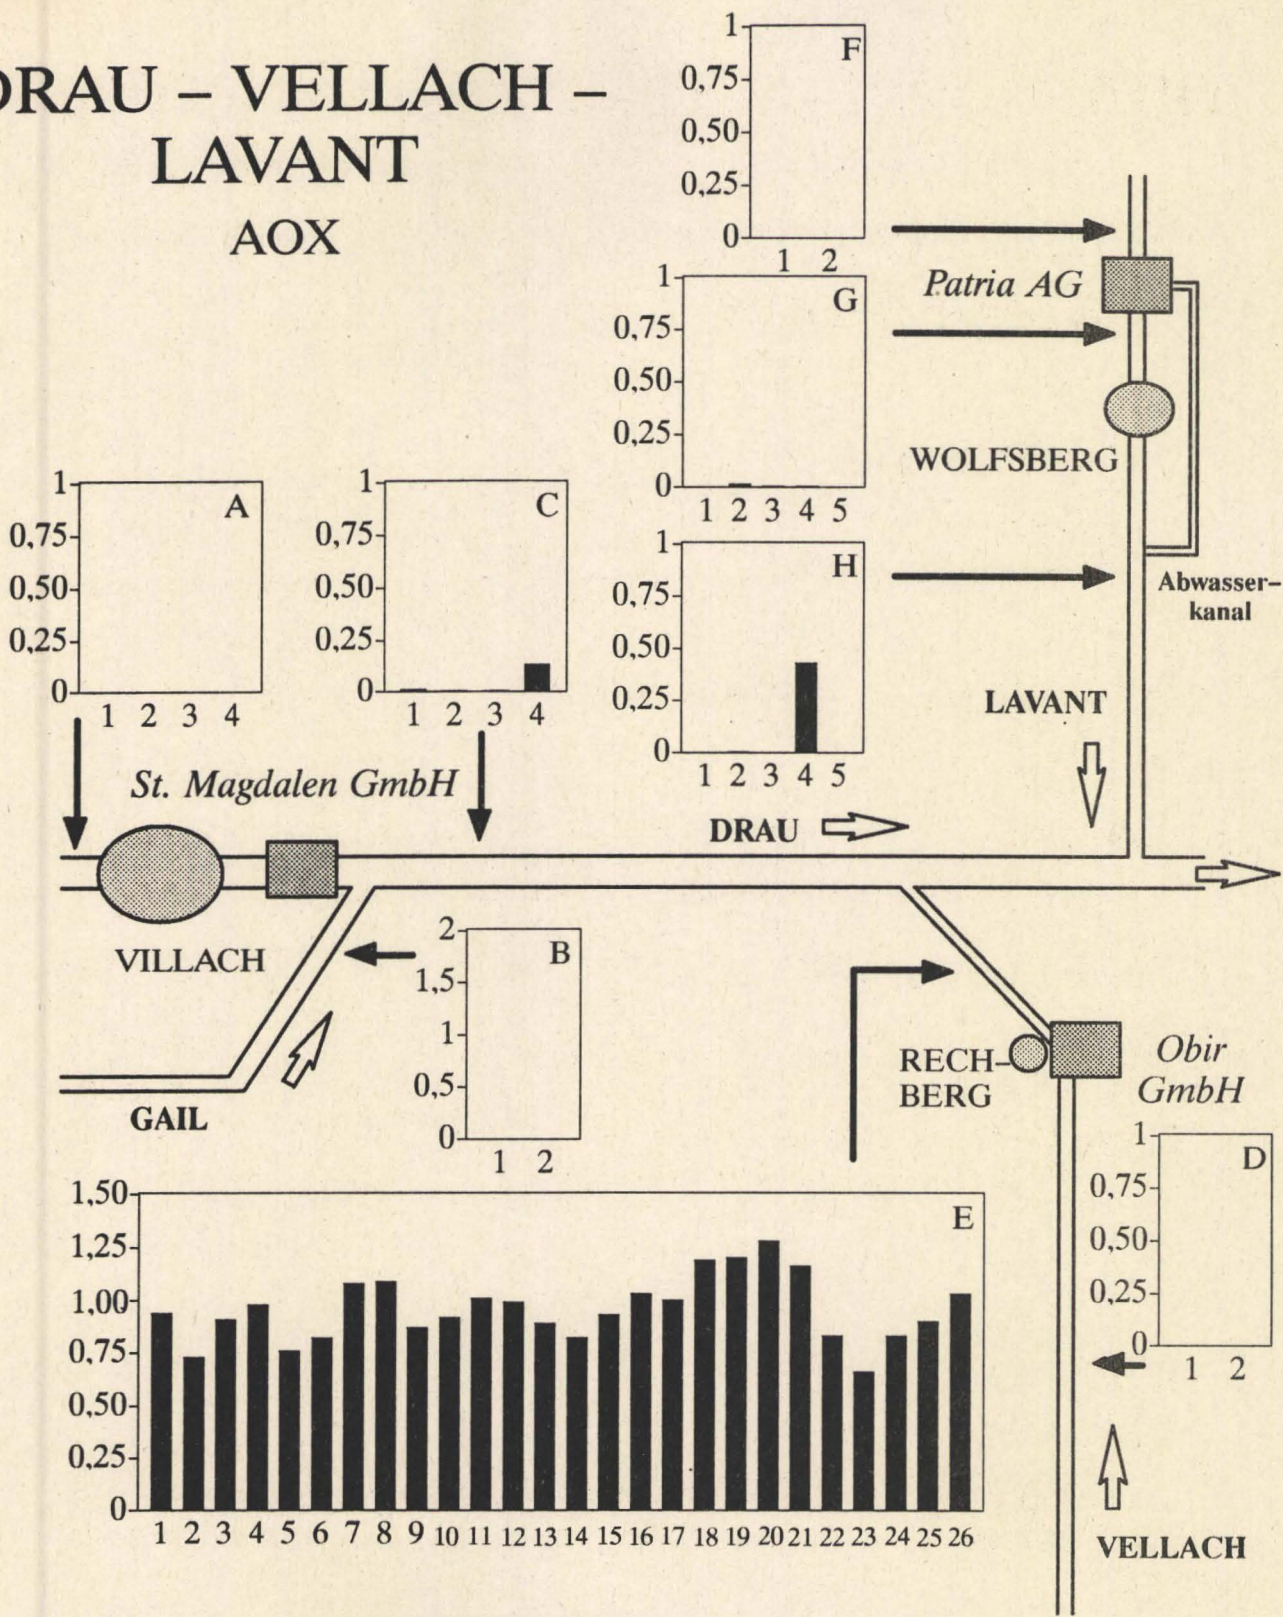 DRAU – VELLACH –
LAVANT
AOX
1
0,75
0,50
0,25
0
F
1 2
Patria AG
1
0,75
0,50
0,25
0
G
1 2 3 4 5
WOLFSBERG
1
0,75
0,50
0,25
0
A
1 2 3 4
1
0,75
0,50
0,25
0
C
1 2 3 4
1
0,75
0,50
0,25
0
H
1 2 3 4 5
Abwasser–
kanal
LAVANT
St. Magdalen GmbH
DRAU
VILLACH
2
1,5
1
0,5
0
B
1 2
GAIL
RECH–
BERG
Obir
GmbH
1
0,75
0,50
0,25
0
D
1 2
1,50
1,25
1,00
0,75
0,50
0,25
0
E
1 2 3 4 5 6 7 8 9 10 11 12 13 14 15 16 17 18 19 20 21 22 23 24 25 26
VELLACH